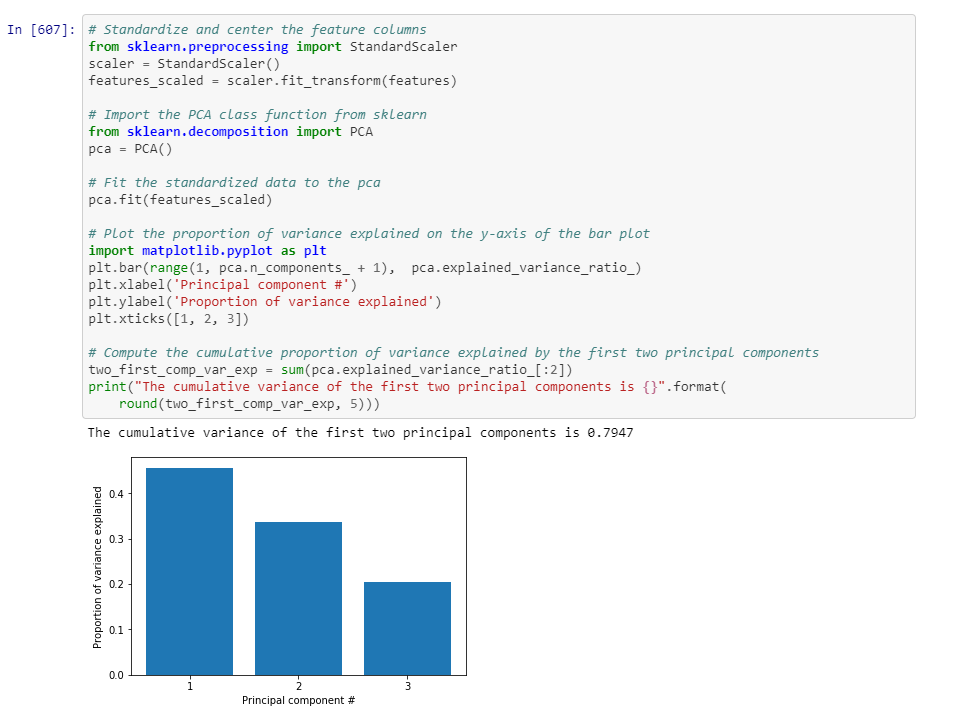 In [607]:
# Standardize and center the feature columns
from sklearn.preprocessing import StandardScaler
scaler = StandardScaler()
features_scaled = scaler.fit_transform(features)
# Import the PCA class function from sklearn
from sklearn.decomposition import PCA
pca = PCA()
# Fit the standardized data to the pca
pca.fit(features_scaled)
# Plot the proportion of variance explained on the y-axis of the bar plot
import matplotlib.pyplot as plt
plt.bar(range(1, pca.n_components_ + 1),  pca.explained_variance_ratio_)
plt.xlabel('Principal component #')
plt.ylabel('Proportion of variance explained')
plt.xticks([1, 2, 3])
# Compute the cumulative proportion of variance explained by the first two principal components
two_first_comp_var_exp = sum(pca.explained_variance_ratio_[:2])
print("The cumulative variance of the first two principal components is {}".format(
    round(two_first_comp_var_exp, 5)))
The cumulative variance of the first two principal components is 0.7947
Proportion of variance explained
0.4
0.3
0.2
0.1
0.0
1 2 3
Principal component #